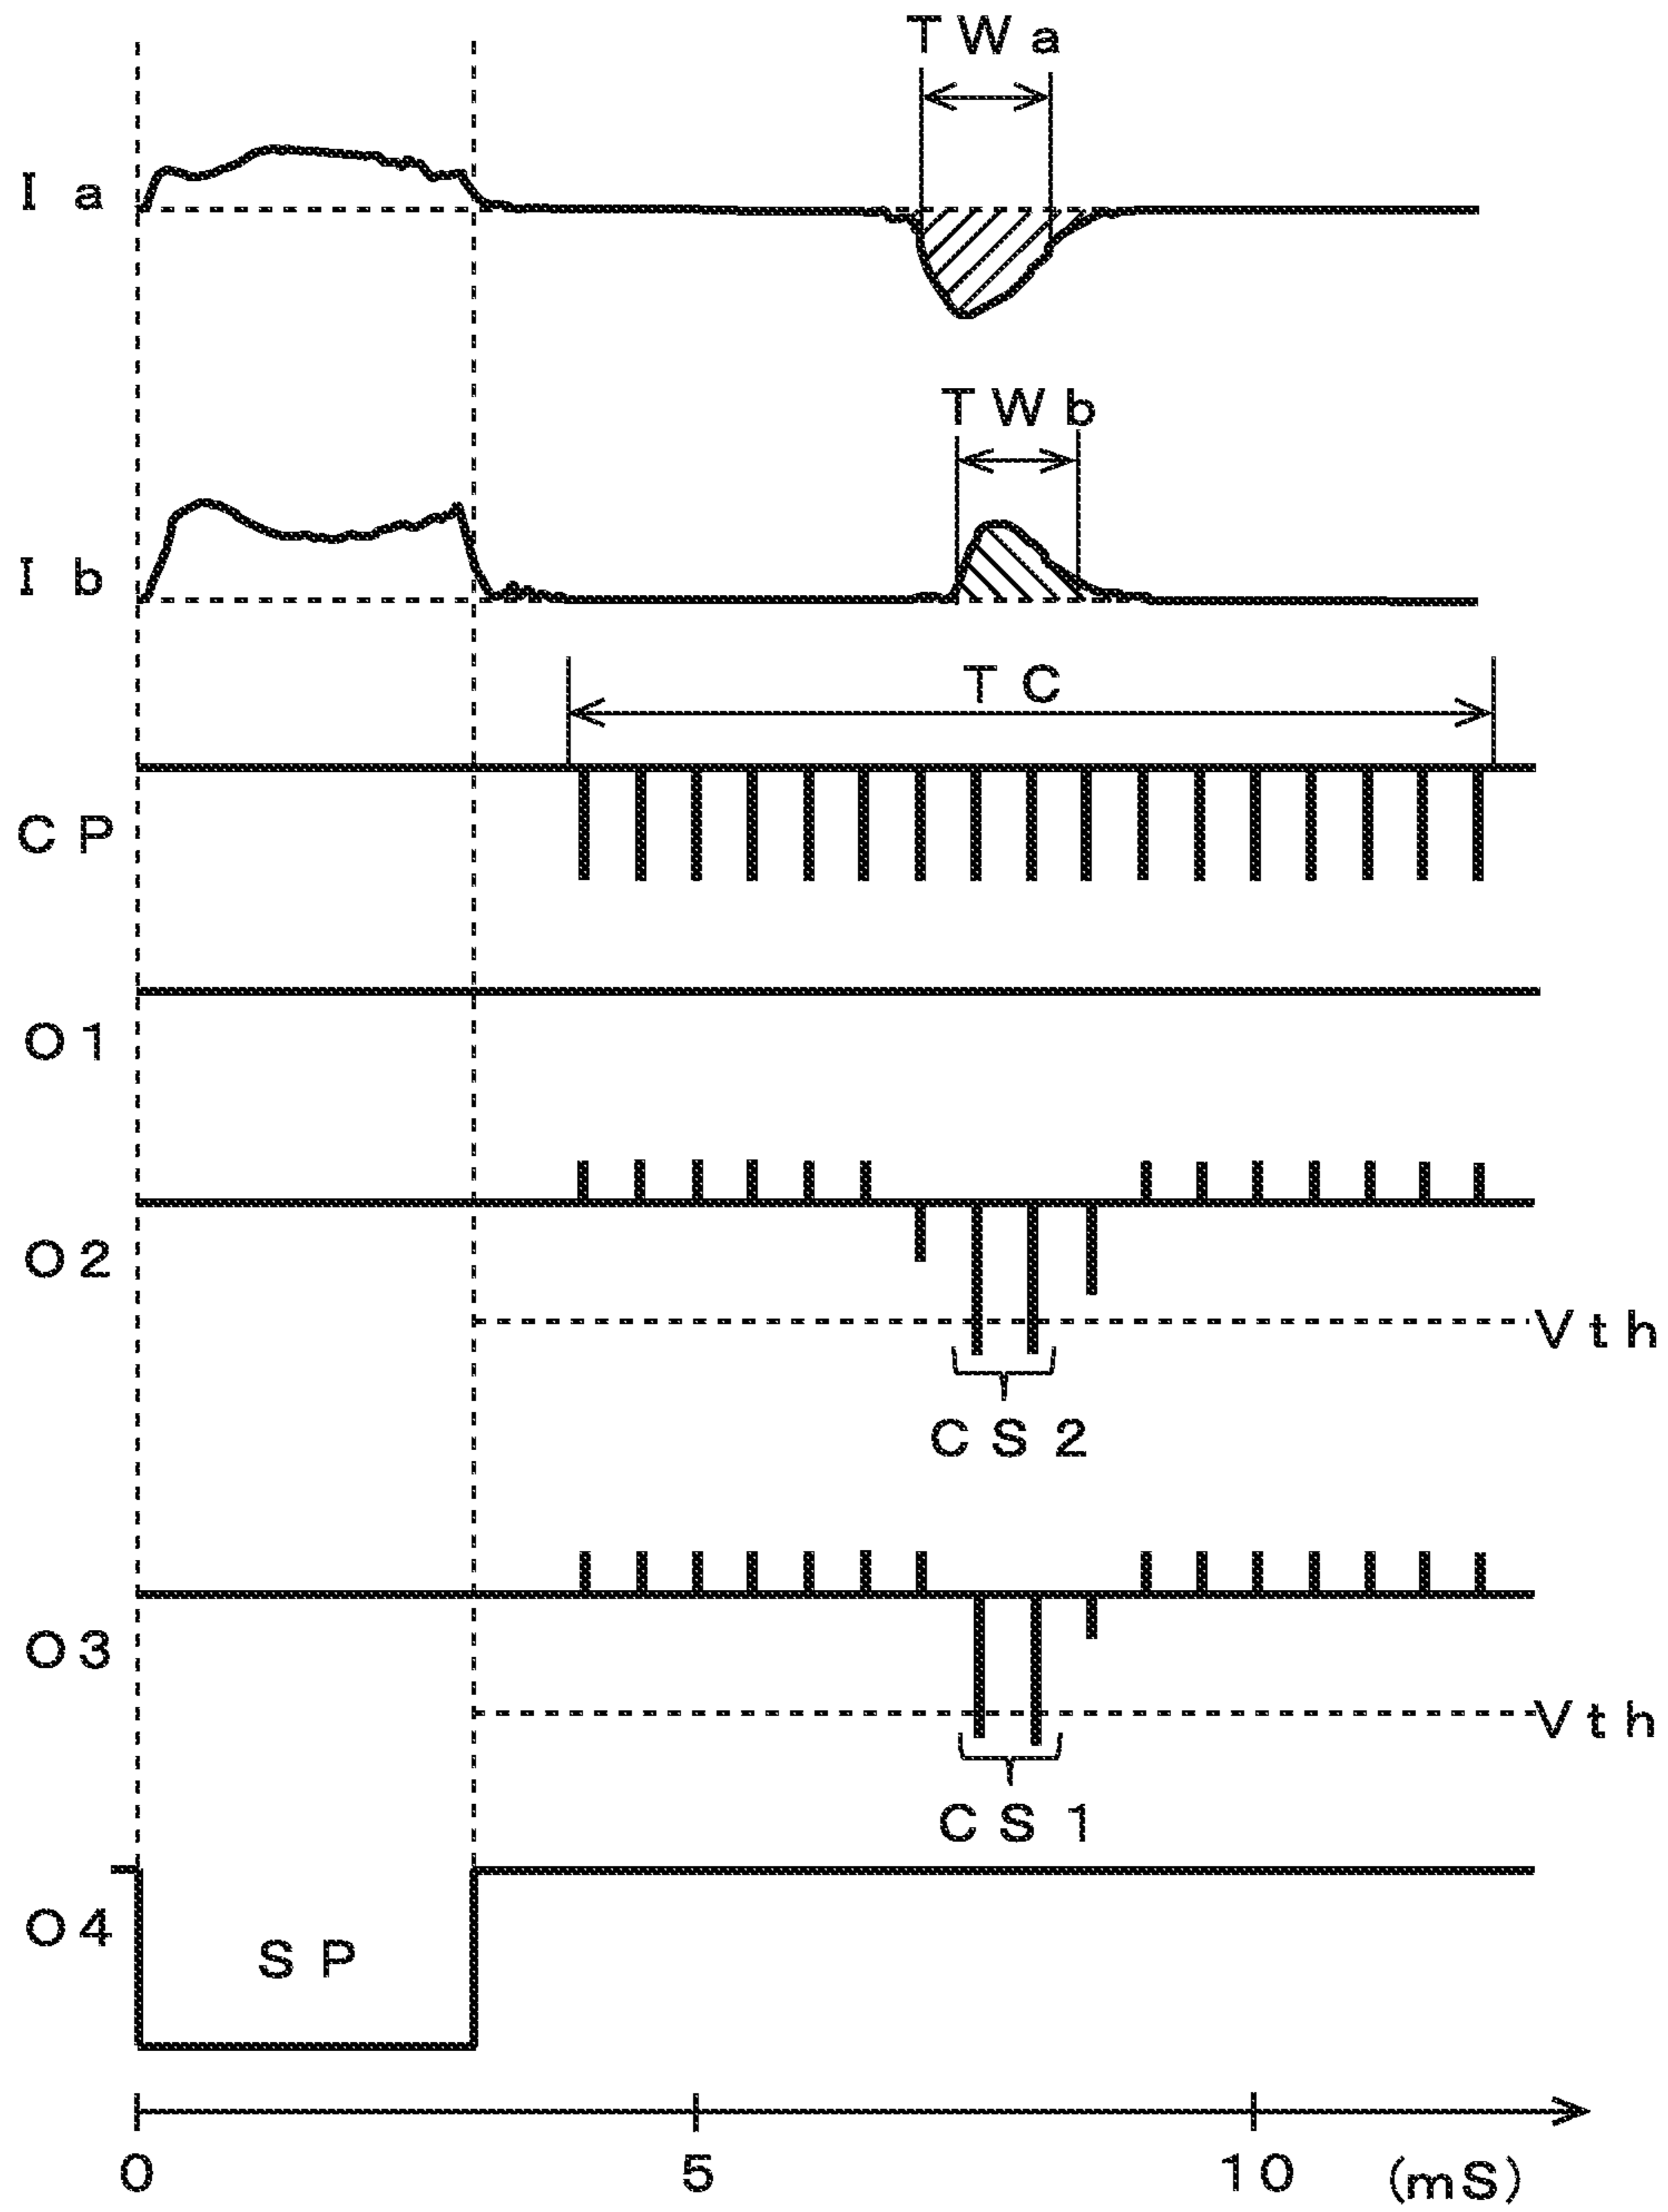 TWa
Ia
TWb
Ib
TC
CP
O1
O2
Vth
CS2
O3
Vth
CS1
O4
SP
0 5 10 (mS)